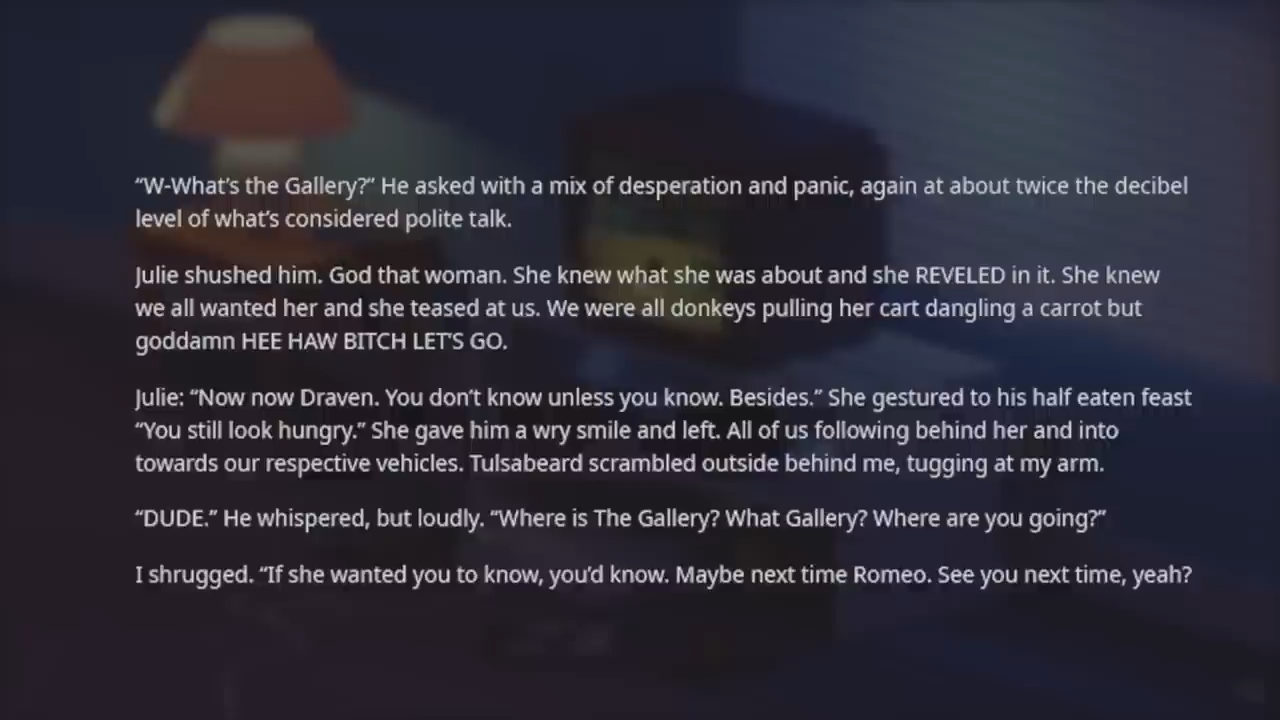 “W-What’s the Gallery?” He asked with a mix of desperation and panic, again at about twice the decibel
level of what’s considered polite talk.
Julie shushed him. God that woman. She knew what she was about and she REVELED in it. She knew
we all wanted her and she teased at us. We were all donkeys pulling her cart dangling a carrot but
goddamn HEE HAW BITCH LET’S GO.
Julie: “Now now Draven. You don’t know unless you know. Besides.” She gestured to his half eaten feast
“You still look hungry.” She gave him a wry smile and left. All of us following behind her and into
towards our respective vehicles. Tulsabeard scrambled outside behind me, tugging at my arm.
“DUDE.” He whispered, but loudly. “Where is The Gallery? What Gallery? Where are you going?”
I shrugged. “If she wanted you to know, you’d know. Maybe next time Romeo. See you next time, yeah?